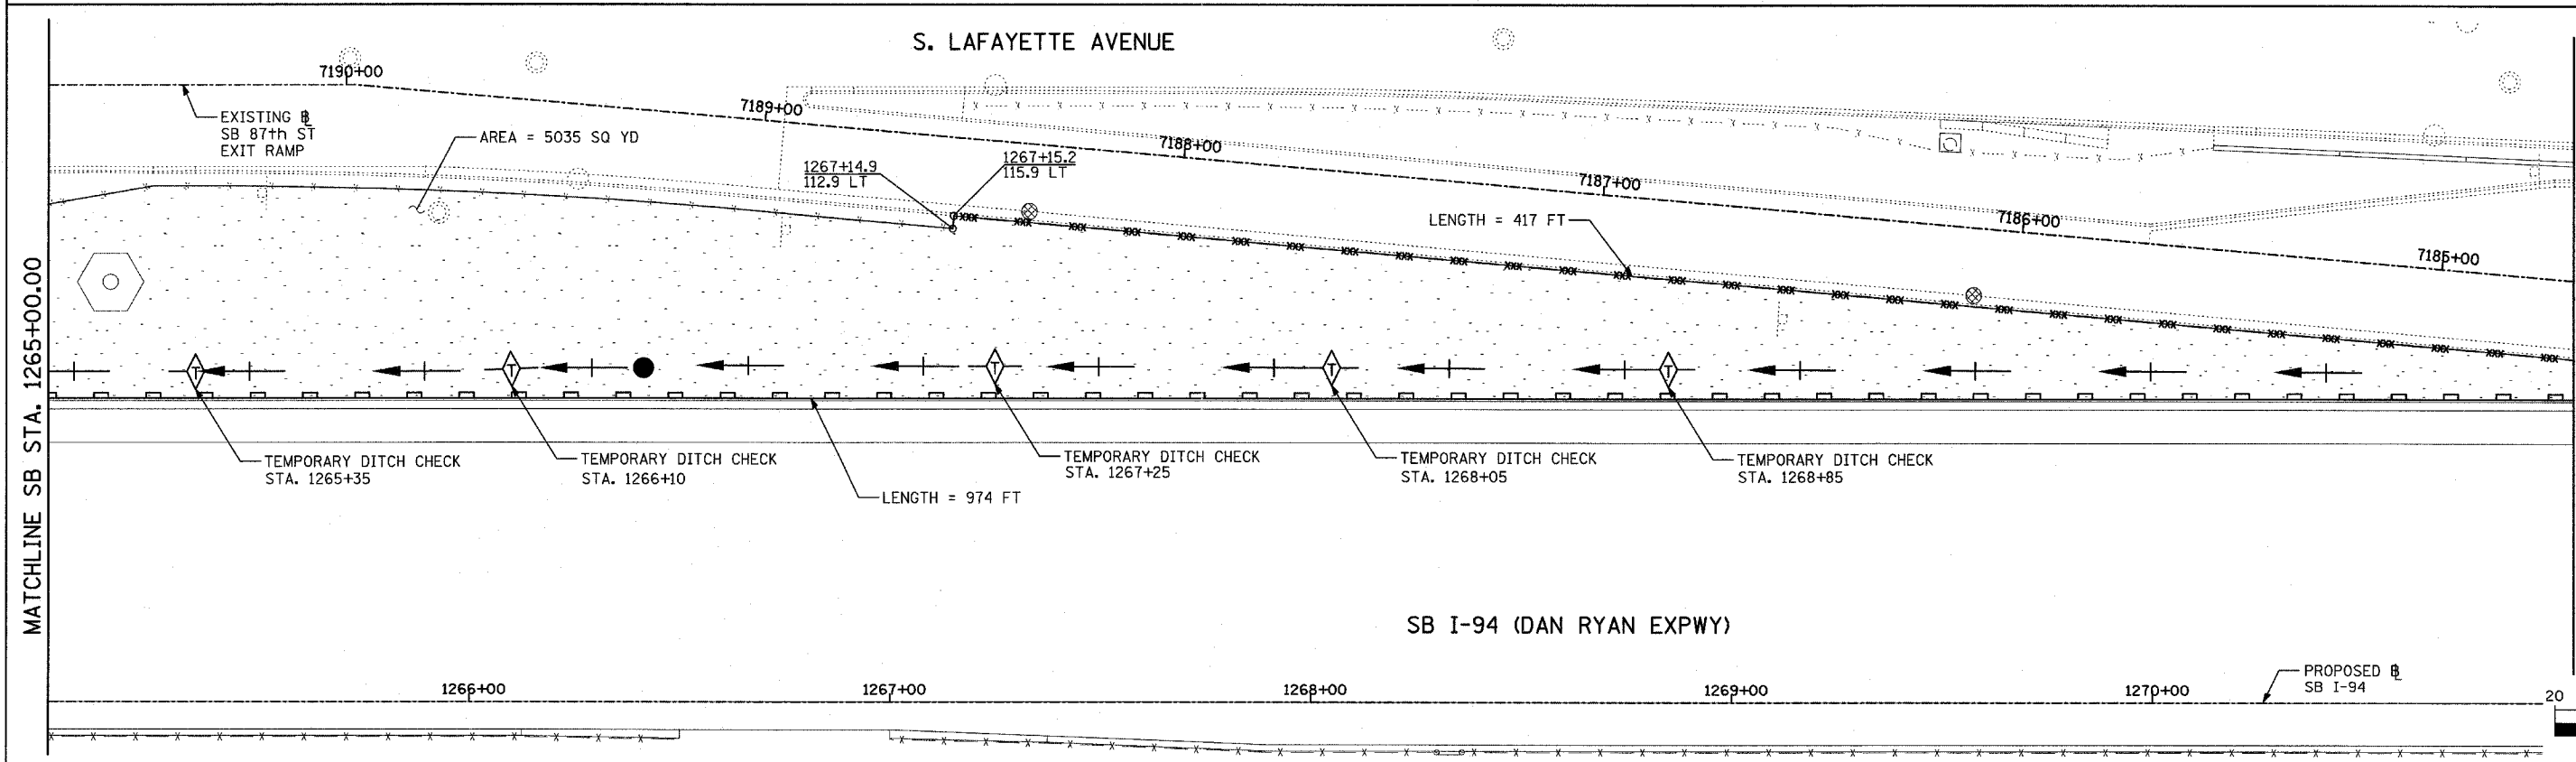 S. LAFAYETTE AVENUE
7190+00
7189+00
7188+00
7187+00
7186+00
7185+00
EXISTING
SB 87th ST
EXIT RAMP
AREA = 5035 SQ YD
1267+14.9
112.9 LT
1267+15.2
115.9 LT
LENGTH = 417 FT
MATCHLINE SB STA. 1265+00.00
T
T
T
T
T
TEMPORARY DITCH CHECK
STA. 1265+35
TEMPORARY DITCH CHECK
STA. 1266+10
TEMPORARY DITCH CHECK
STA. 1267+25
TEMPORARY DITCH CHECK
STA. 1268+05
TEMPORARY DITCH CHECK
STA. 1268+85
LENGTH = 974 FT
SB I-94 (DAN RYAN EXPWY)
PROPOSED
SB I-94
1266+00
1267+00
1268+00
1269+00
1270+00
20